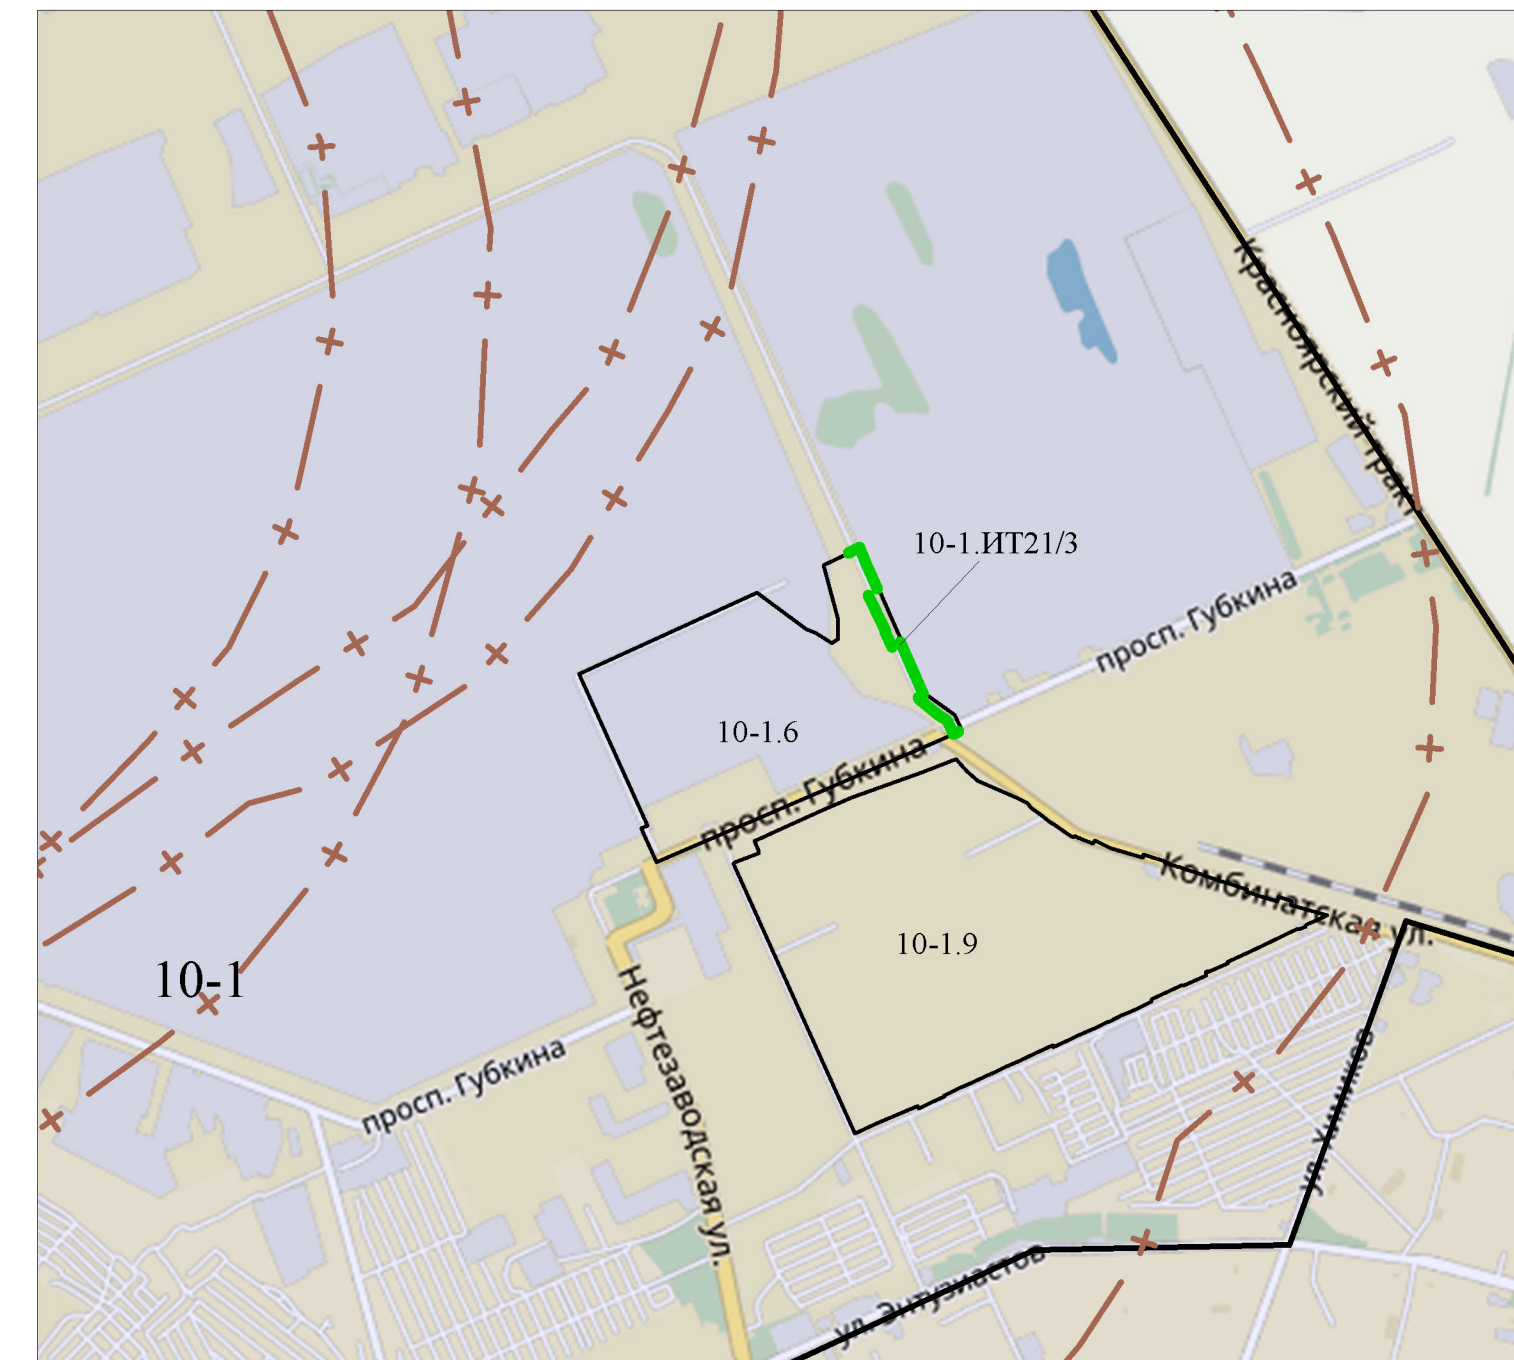 Красноярский тракт
10-1.ИТ21/3
просп. Губкина
10-1.6
просп. Губкина
Комбинатская ул.
10-1.9
10-1
Нефтезаводская ул.
просп. Губкина
ул. Химиков
ул. Энтузиастов